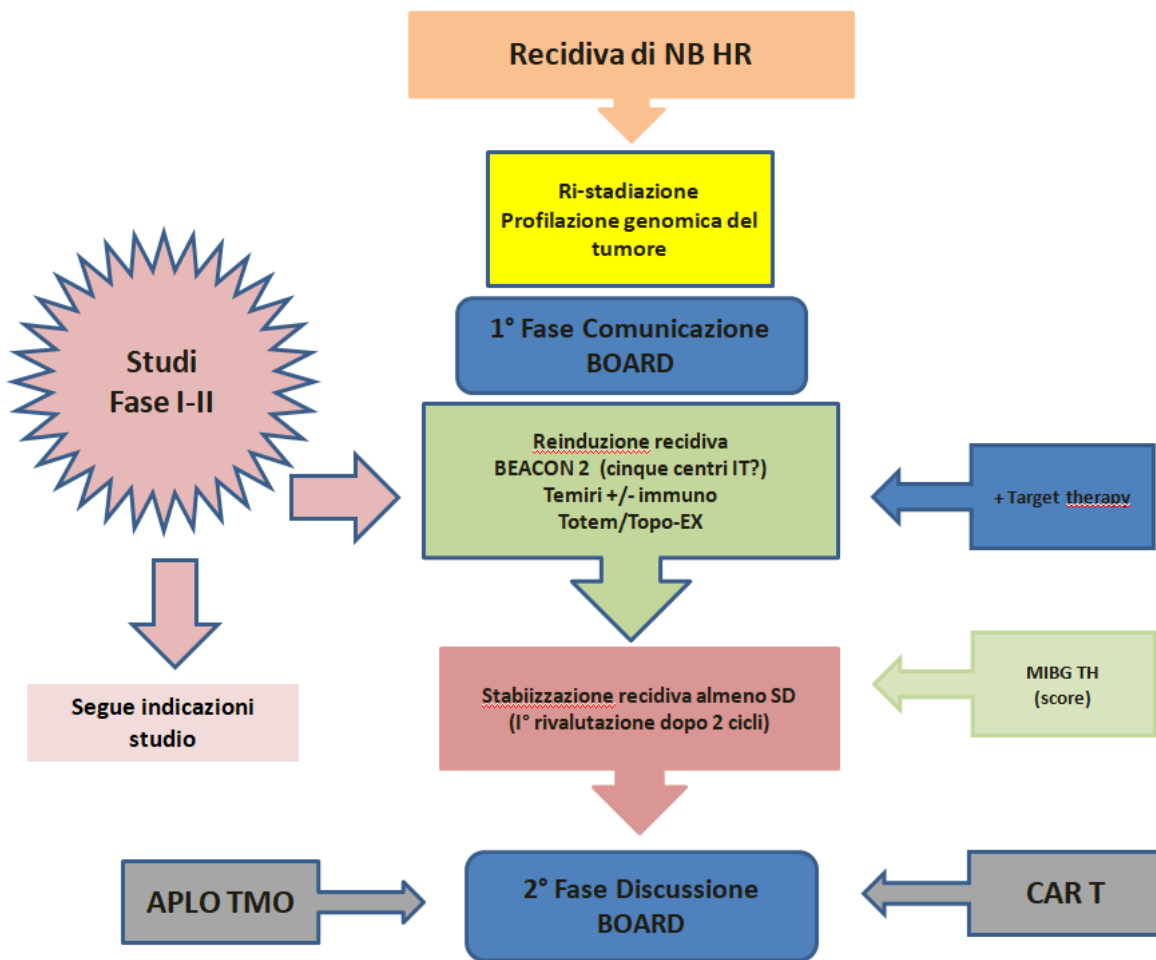 Recidiva di NB HR
Ri-stadiazione
Profilazione genomica del
tumore
1° Fase Comunicazione
BOARD
Studi
Fase I-II
Reinduzione recidiva
BEACON 2 (cinque centri IT?)
Temiri +/- immuno
Totem/Topo-EX
+ Target therapy
Segue indicazioni
studio
Stabiizzazione recidiva almeno SD
(I° rivalutazione dopo 2 cicli)
MIBG TH
(score)
APLO TMO
2° Fase Discussione
BOARD
CAR T